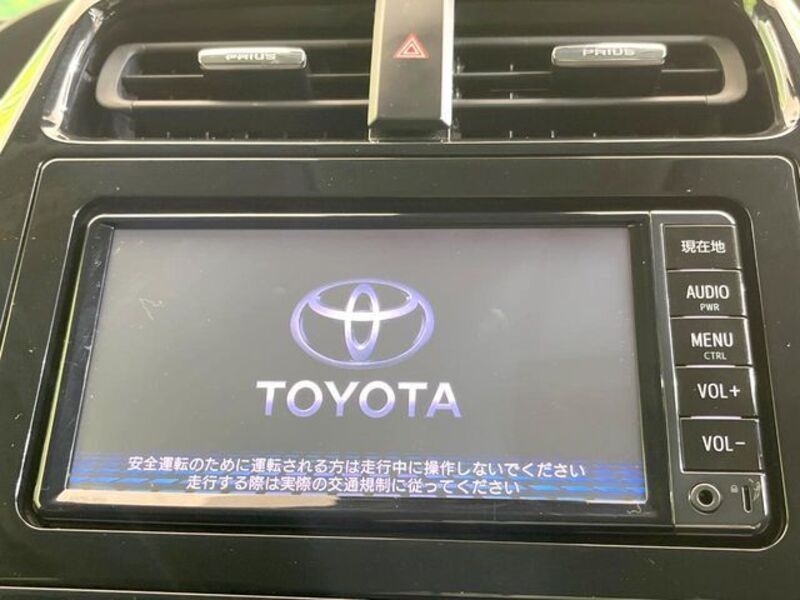 PRIUS
PRIUS
現在地
AUDIO
PWR
MENU
CTRL
VOL+
VOL-
TOYOTA
安全運転のために運転される方は走行中に操作しないでください
走行する際は実際の交通規制に従ってください